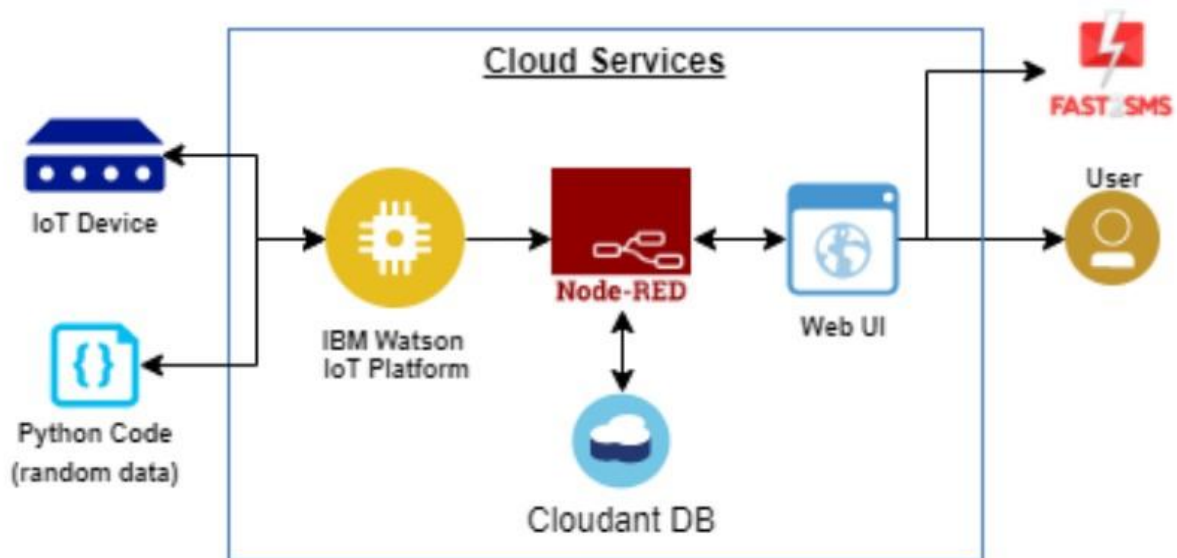 Cloud Services
FAST2SMS
IoT Device
User
Node-RED
IBM Watson
IoT Platform
Web UI
Python Code
(random data)
Cloudant DB